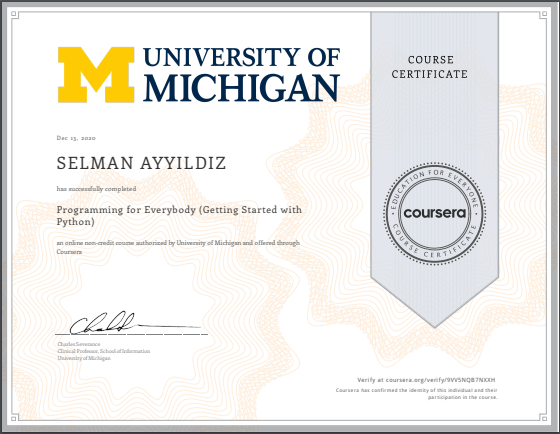 UNIVERSITY OF
MICHIGAN
COURSE
CERTIFICATE
Dec 13, 2020
SELMAN AYYILDIZ
has successfully completed
Programming for Everybody (Getting Started with
Python)
an online non-credit course authorized by University of Michigan and offered through
Coursera
EDUCATION FOR EVERYONE
coursera
COURSE CERTIFICATE
Charles Severance
Clinical Professor, School of Information
University of Michigan
Verify at coursera.org/verify/9VV5NQB7NXXH
Coursera has confirmed the identity of this individual and their
participation in the course.